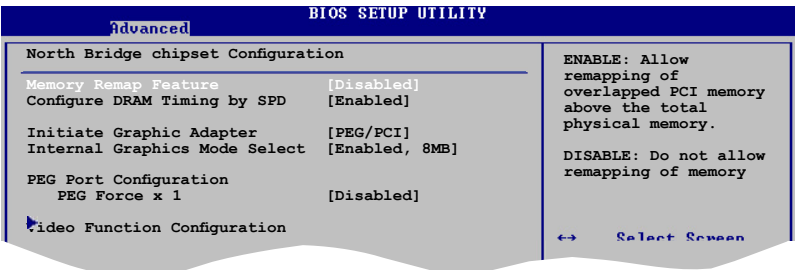 BIOS SETUP UTILITY
Advanced
North Bridge chipset Configuration
Memory Remap Feature [Disabled]
Configure DRAM Timing by SPD [Enabled]
Initiate Graphic Adapter [PEG/PCI]
Internal Graphics Mode Select [Enabled, 8MB]
PEG Port Configuration
PEG Force x 1 [Disabled]
Video Function Configuration
ENABLE: Allow
remapping of
overlapped PCI memory
above the total
physical memory.
DISABLE: Do not allow
remapping of memory
←→ Select Screen